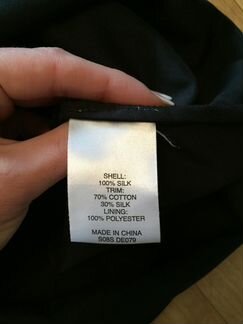 SHELL:
100% SILK
TRIM:
70% COTTON
30% SILK
LINING:
100% POLYESTER
MADE IN CHINA
S08S DE079